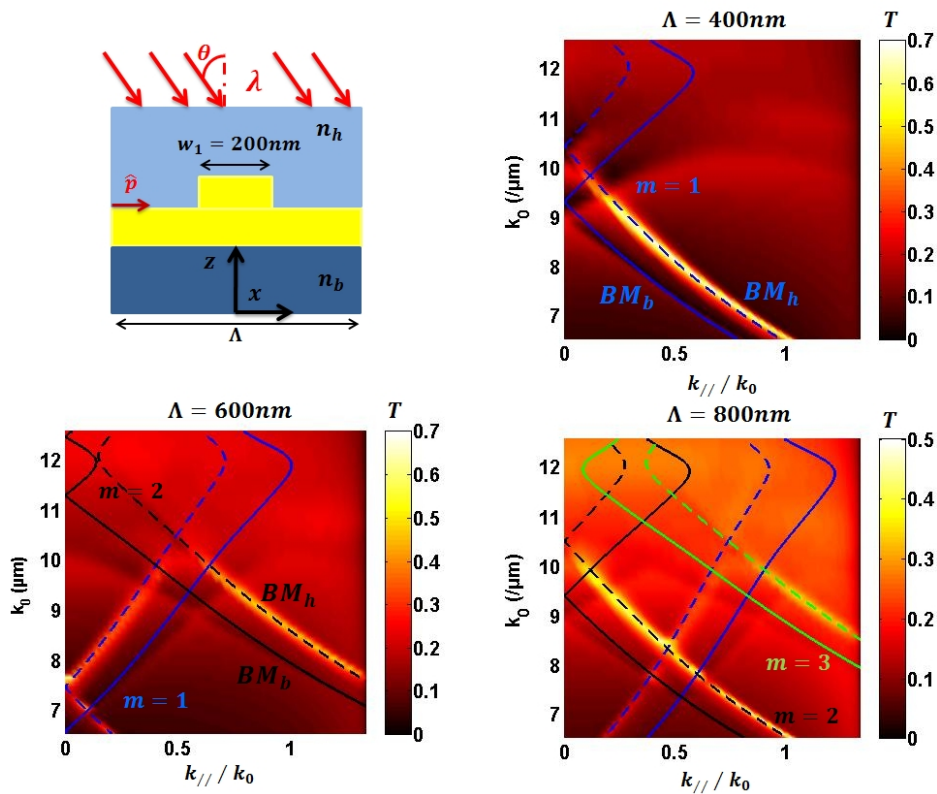 θ
λ
n_h
w₁ = 200nm
p̂
z
n_b
x
Λ
Λ = 400nm
T
k₀ (/µm)
12
11
10
9
8
7
m = 1
BM_b
BM_h
0
0.5
1
k_{//} / k₀
0.7
0.6
0.5
0.4
0.3
0.2
0.1
0
Λ = 600nm
T
k₀ (µm)
12
11
10
9
8
7
m = 2
BM_h
BM_b
m = 1
0
0.5
1
k_{//} / k₀
0.7
0.6
0.5
0.4
0.3
0.2
0.1
0
Λ = 800nm
T
k₀ (/µm)
12
11
10
9
8
7
m = 3
m = 2
0
0.5
1
k_{//} / k₀
0.5
0.4
0.3
0.2
0.1
0